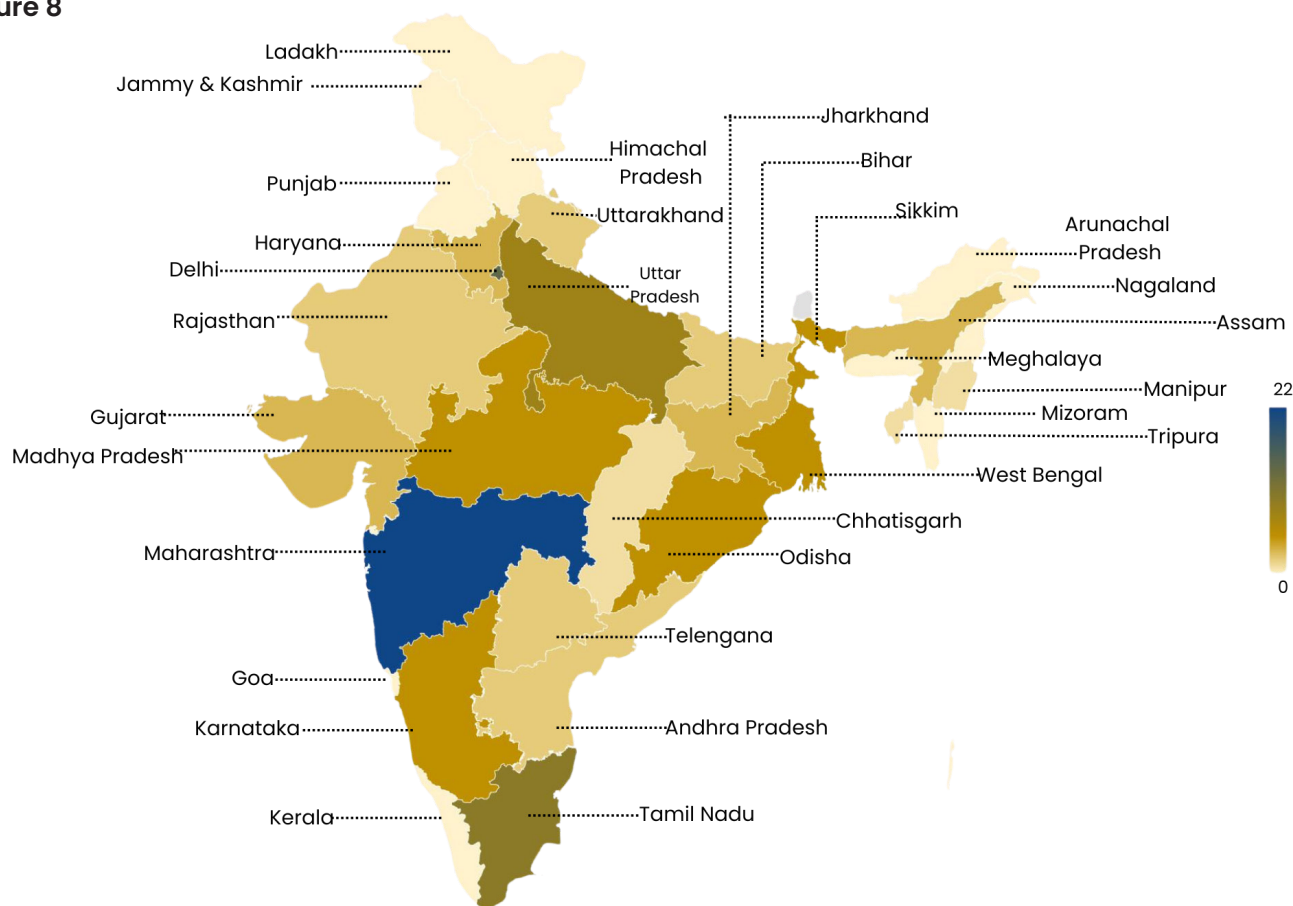 ure 8
Ladakh
Jammy & Kashmir
Jharkhand
Himachal
Pradesh
Bihar
Punjab
Sikkim
Uttarakhand
Arunachal
Pradesh
Haryana
Delhi
Uttar
Pradesh
Nagaland
Rajasthan
Assam
Meghalaya
Manipur
22
Gujarat
Mizoram
Tripura
Madhya Pradesh
West Bengal
Chhatisgarh
Maharashtra
Odisha
0
Telengana
Goa
Karnataka
Andhra Pradesh
Kerala
Tamil Nadu